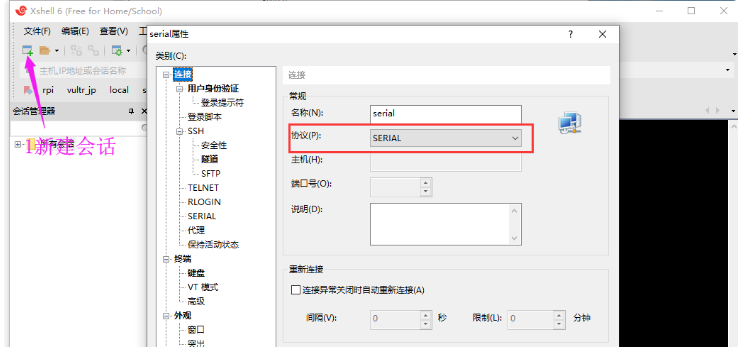 Xshell 6 (Free for Home/School)
文件(F) 编辑(E) 查看(V)
主机,IP地址或会话名称
rpi vultr_jp local
会话管理器
所有会话
1新建会话
serial属性
类别(C):
连接
用户身份验证
登录提示符
登录脚本
SSH
安全性
隧道
SFTP
TELNET
RLOGIN
SERIAL
代理
保持活动状态
终端
键盘
VT 模式
高级
外观
窗口
突出
连接
常规
名称(N): serial
协议(P): SERIAL
主机(H):
端口号(O):
说明(D):
重新连接
连接异常关闭时自动重新连接(A)
间隔(V): 0 秒 限制(L): 0 分钟